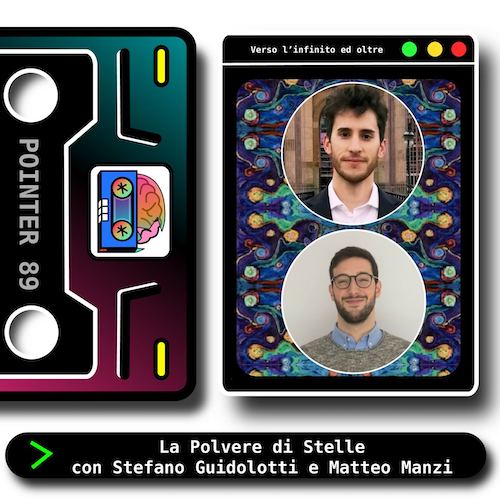 POINTER 89
Verso l'infinito ed oltre
La Polvere di Stelle
con Stefano Guidolotti e Matteo Manzi